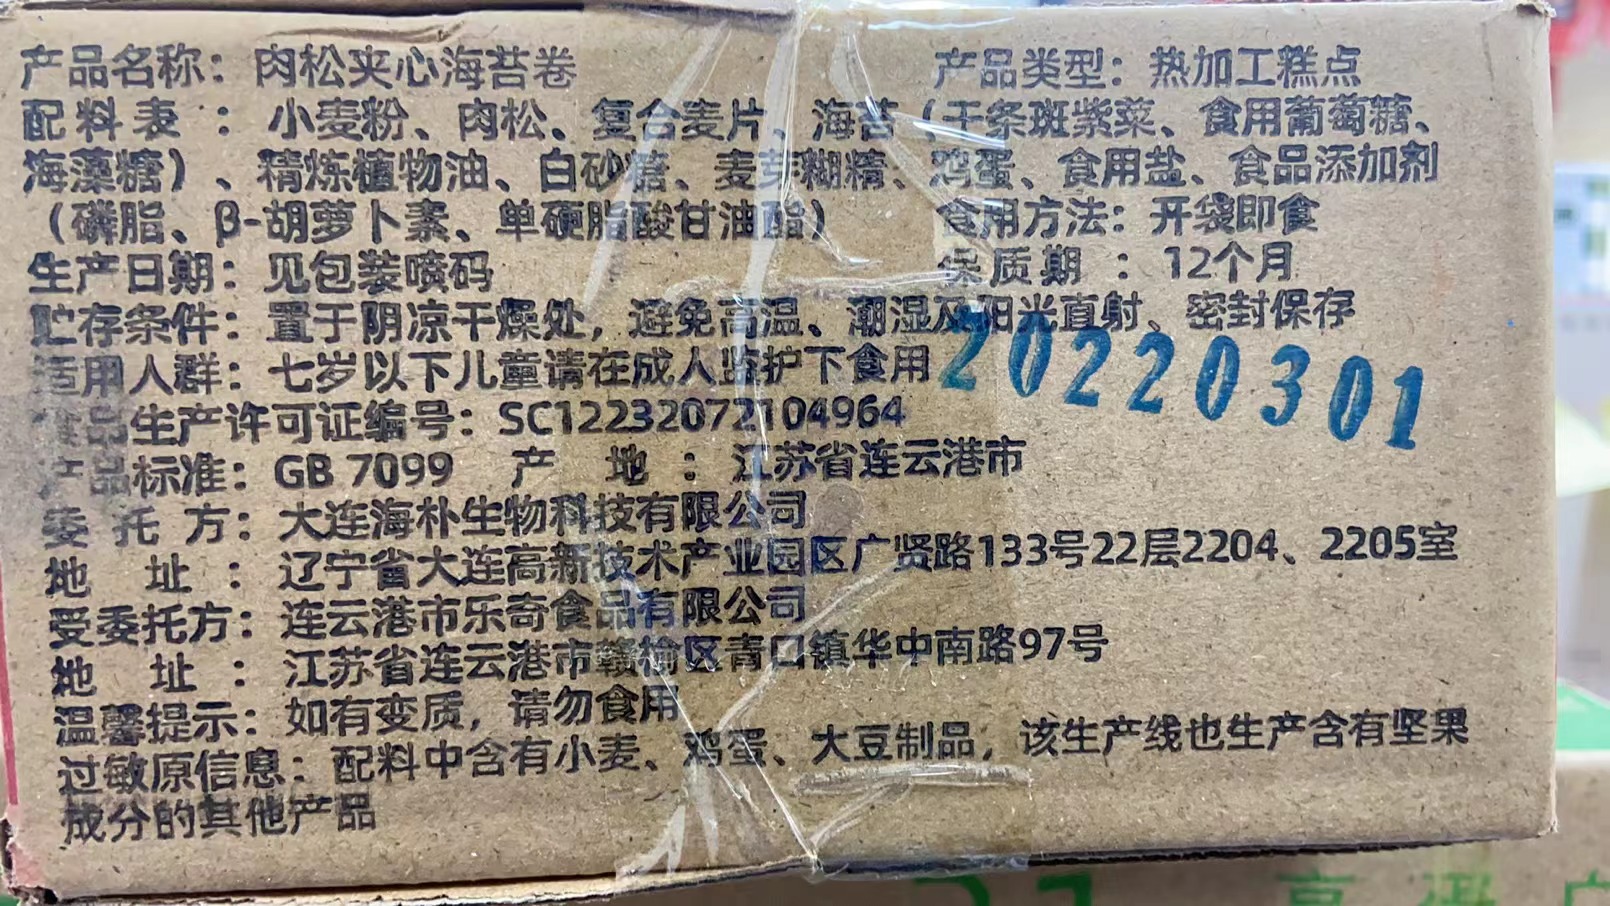 产品名称：肉松夹心海苔卷 产品类型：热加工糕点
配料表：小麦粉、肉松、复合麦片、海苔（干条斑紫菜、食用葡萄糖、
海藻糖）、精炼植物油、白砂糖、麦芽糊精、鸡蛋、食用盐、食品添加剂
（磷脂、β-胡萝卜素、单硬脂酸甘油酯） 食用方法：开袋即食
生产日期：见包装喷码 保质期：12个月
贮存条件：置于阴凉干燥处，避免高温、潮湿及阳光直射、密封保存
适用人群：七岁以下儿童请在成人监护下食用
20220301
食品生产许可证编号：SC12232072104964
产品标准：GB 7099 产地：江苏省连云港市
委托方：大连海朴生物科技有限公司
地址：辽宁省大连高新技术产业园区广贤路133号22层2204、2205室
受委托方：连云港市乐奇食品有限公司
地址：江苏省连云港市赣榆区青口镇华中南路97号
温馨提示：如有变质，请勿食用
过敏原信息：配料中含有小麦、鸡蛋、大豆制品，该生产线也生产含有坚果
成分的其他产品